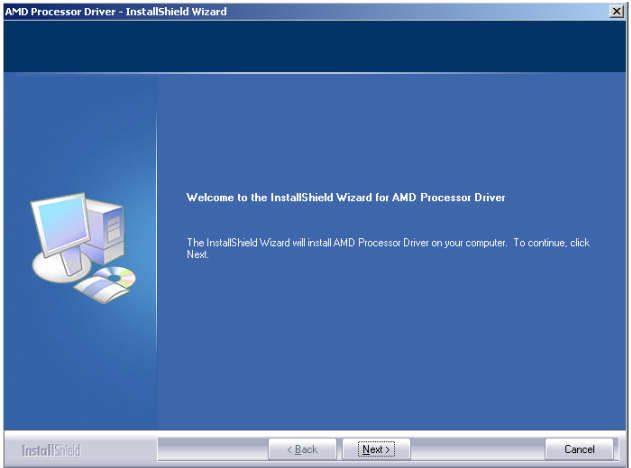 AMD Processor Driver - InstallShield Wizard
Welcome to the InstallShield Wizard for AMD Processor Driver
The InstallShield Wizard will install AMD Processor Driver on your computer. To continue, click
Next.
InstallShield
< Back
Next >
Cancel